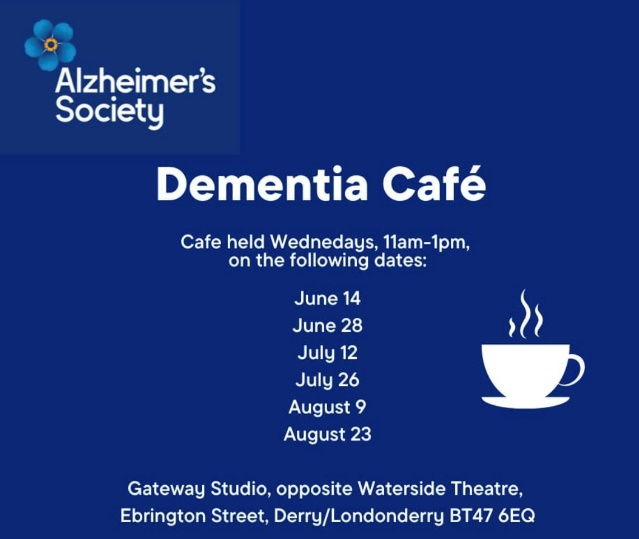 Alzheimer's
Society
Dementia Café
Cafe held Wednedays, 11am-1pm,
on the following dates:
June 14
June 28
July 12
July 26
August 9
August 23
Gateway Studio, opposite Waterside Theatre,
Ebrington Street, Derry/Londonderry BT47 6EQ